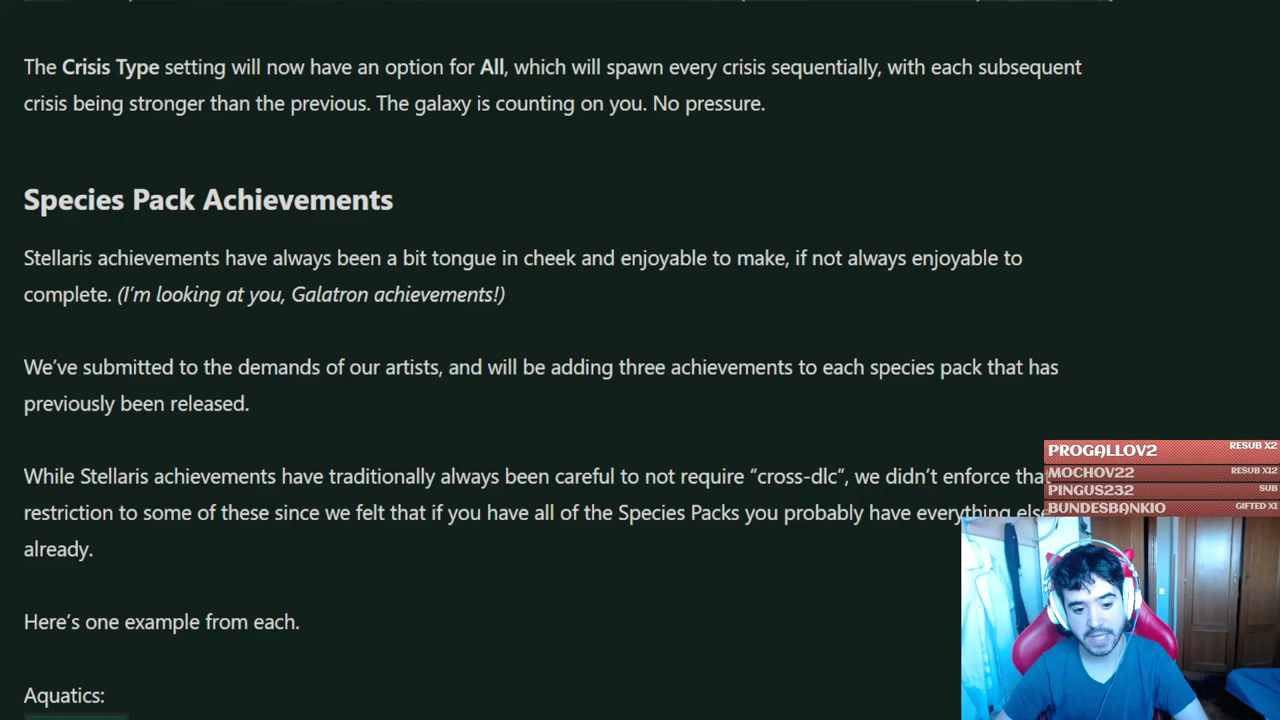 The Crisis Type setting will now have an option for All, which will spawn every crisis sequentially, with each subsequent
crisis being stronger than the previous. The galaxy is counting on you. No pressure.
Species Pack Achievements
Stellaris achievements have always been a bit tongue in cheek and enjoyable to make, if not always enjoyable to
complete. (I’m looking at you, Galatron achievements!)
We’ve submitted to the demands of our artists, and will be adding three achievements to each species pack that has
previously been released.
While Stellaris achievements have traditionally always been careful to not require “cross-dlc”, we didn’t enforce that
restriction to some of these since we felt that if you have all of the Species Packs you probably have everything else
already.
Here’s one example from each.
Aquatics:
PROGALLOV2 RESUB X2
MOCHOV22 RESUB X12
PINGUS232 SUB
BUNDESBANKIO GIFTED X1